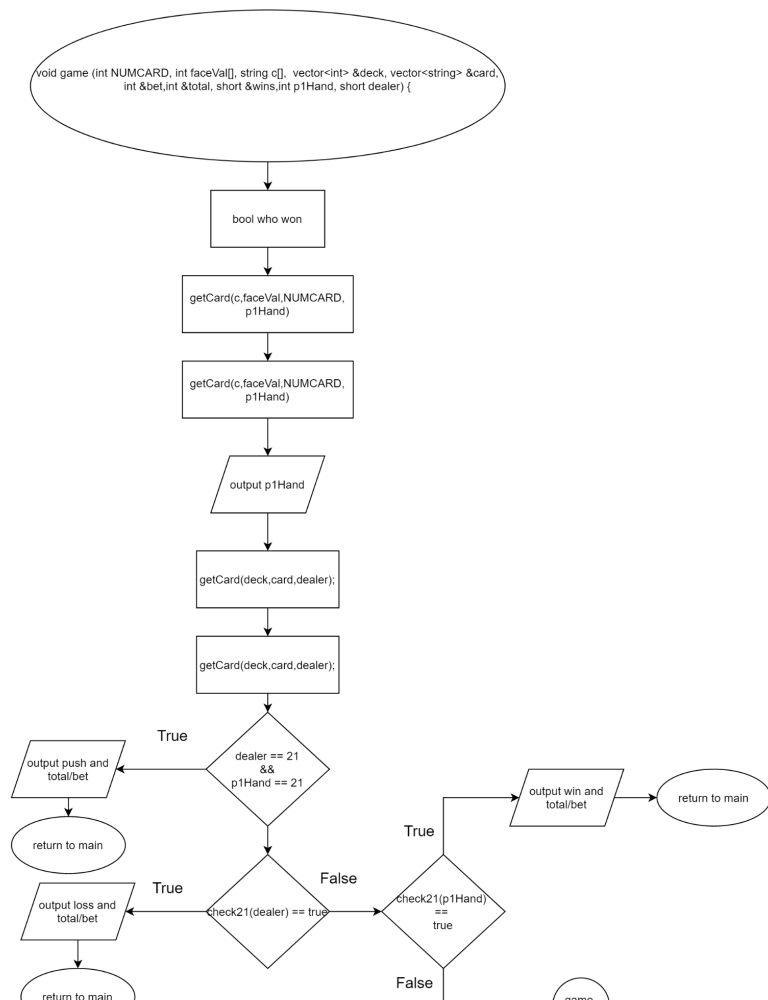 void game (int NUMCARD, int faceVal[], string c[], vector<int> &deck, vector<string> &card,
int &bet,int &total, short &wins,int p1Hand, short dealer) {
bool who won
getCard(c,faceVal,NUMCARD,
p1Hand)
getCard(c,faceVal,NUMCARD,
p1Hand)
output p1Hand
getCard(deck,card,dealer);
getCard(deck,card,dealer);
True
dealer == 21
&&
p1Hand == 21
output push and
total/bet
return to main
output win and
total/bet
return to main
True
True
False
check21(dealer) == true
check21(p1Hand)
==
true
output loss and
total/bet
return to main
False
game